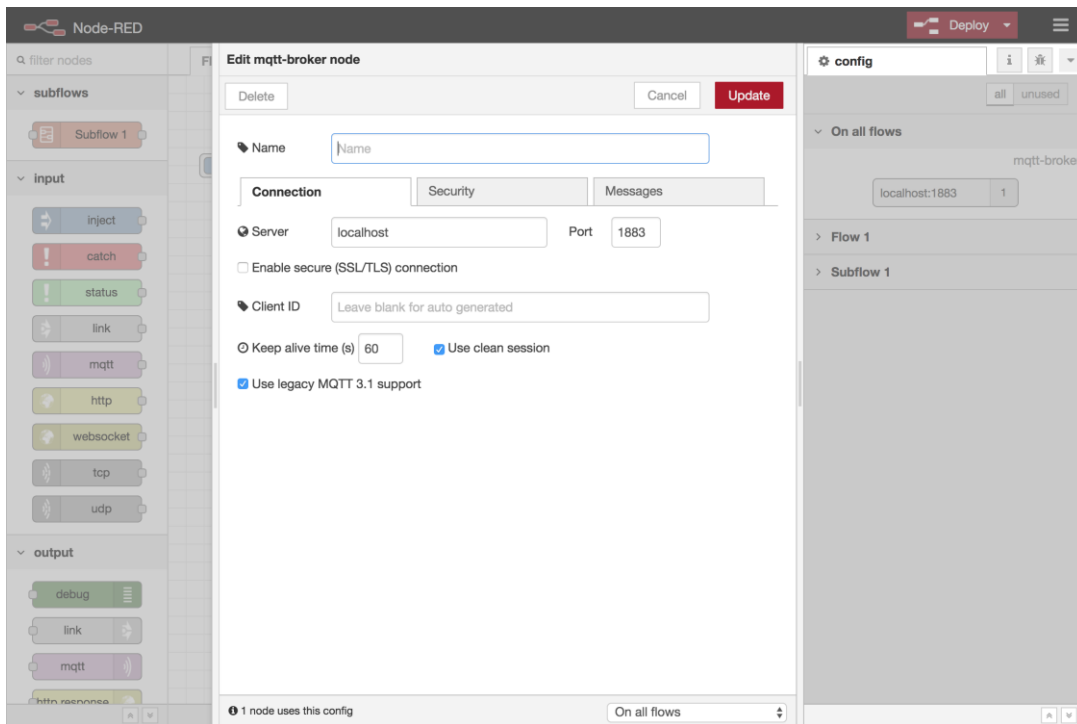 Node-RED
Deploy
filter nodes
subflows
Subflow 1
input
inject
catch
status
link
mqtt
http
websocket
tcp
udp
output
debug
link
mqtt
http response
Edit mqtt-broker node
Delete
Cancel
Update
Name
Name
Connection
Security
Messages
Server
localhost
Port
1883
Enable secure (SSL/TLS) connection
Client ID
Leave blank for auto generated
Keep alive time (s)
60
Use clean session
Use legacy MQTT 3.1 support
1 node uses this config
On all flows
config
i
all
unused
On all flows
mqtt-broke
localhost:1883
1
Flow 1
Subflow 1